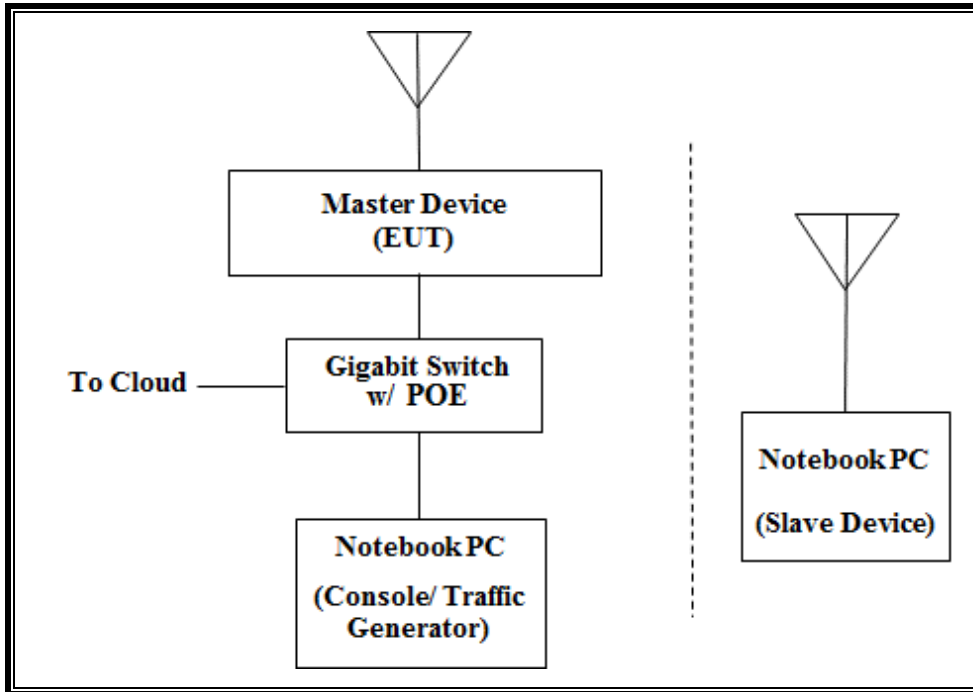 Master Device
(EUT)
To Cloud
Gigabit Switch
w/ POE
Notebook PC
(Console/ Traffic
Generator)
Notebook PC
(Slave Device)